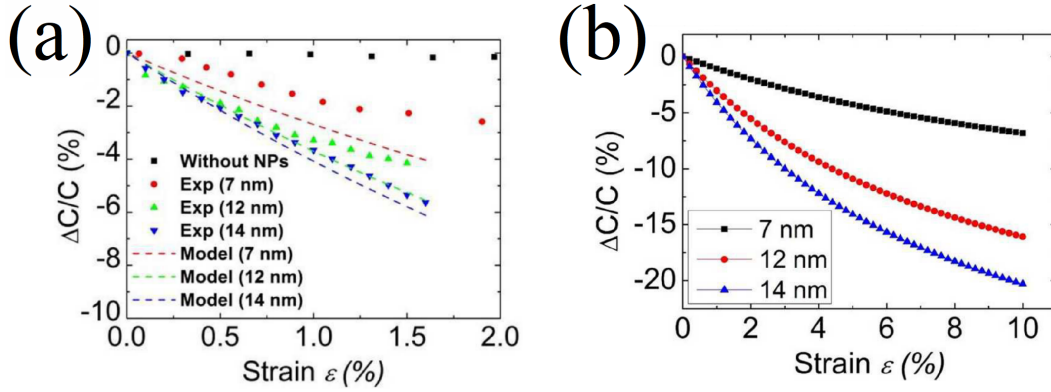 (a)
0
-2
-4
-6
-8
-10
ΔC/C (%)
Without NPs
Exp (7 nm)
Exp (12 nm)
Exp (14 nm)
Model (7 nm)
Model (12 nm)
Model (14 nm)
0.0 0.5 1.0 1.5 2.0
Strain ε (%)
(b)
0
-5
-10
-15
-20
ΔC/C (%)
7 nm
12 nm
14 nm
0 2 4 6 8 10
Strain ε (%)